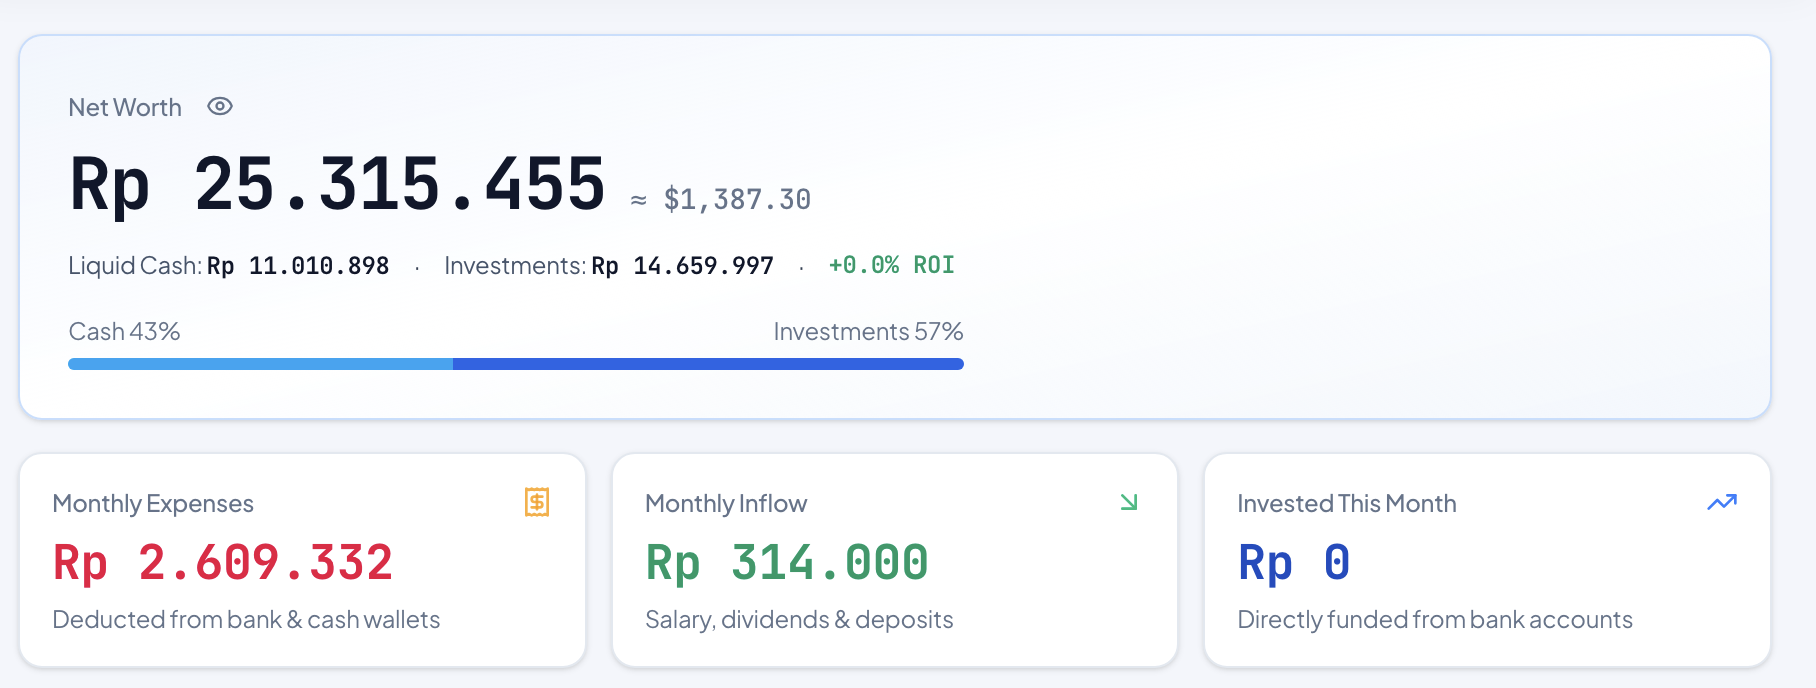 Net Worth
Rp 25.315.455 ≈ $1,387.30
Liquid Cash: Rp 11.010.898 · Investments: Rp 14.659.997 · +0.0% ROI
Cash 43% Investments 57%
Monthly Expenses
Rp 2.609.332
Deducted from bank & cash wallets
Monthly Inflow
Rp 314.000
Salary, dividends & deposits
Invested This Month
Rp 0
Directly funded from bank accounts